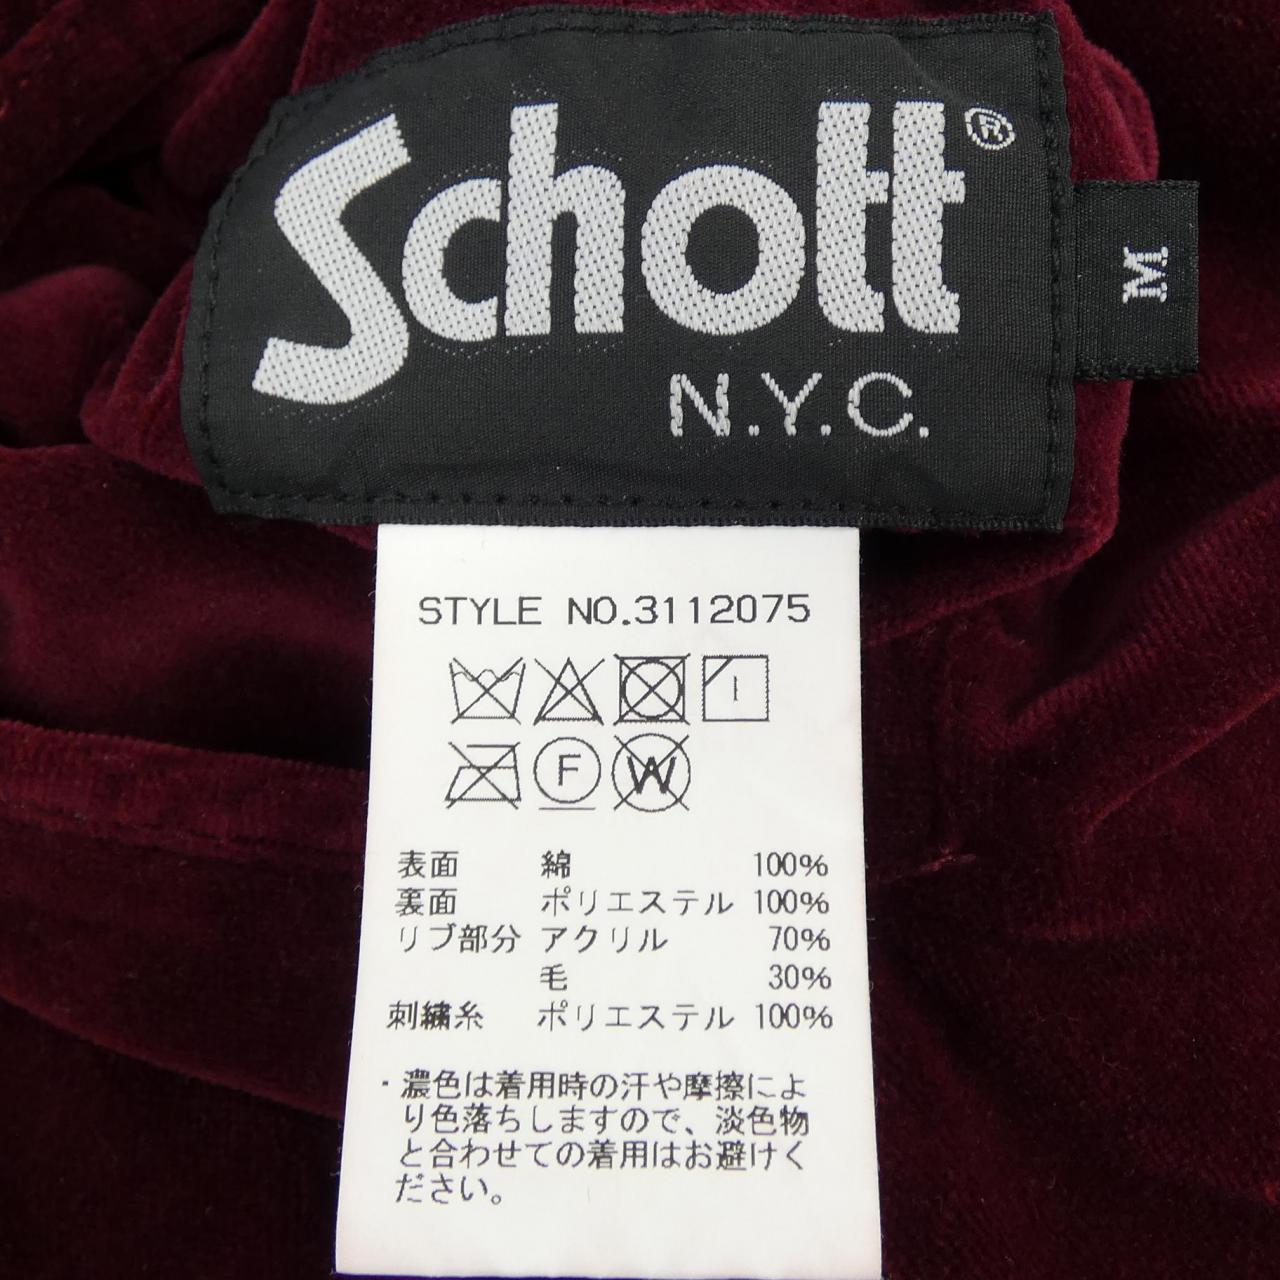 Schott®
N.Y.C.
M
STYLE NO.3112075
F
W
表面 綿 100%
裏面 ポリエステル 100%
リブ部分 アクリル 70%
毛 30%
刺繍糸 ポリエステル 100%
・濃色は着用時の汗や摩擦によ
り色落ちしますので、淡色物
と合わせての着用はお避けく
ださい。